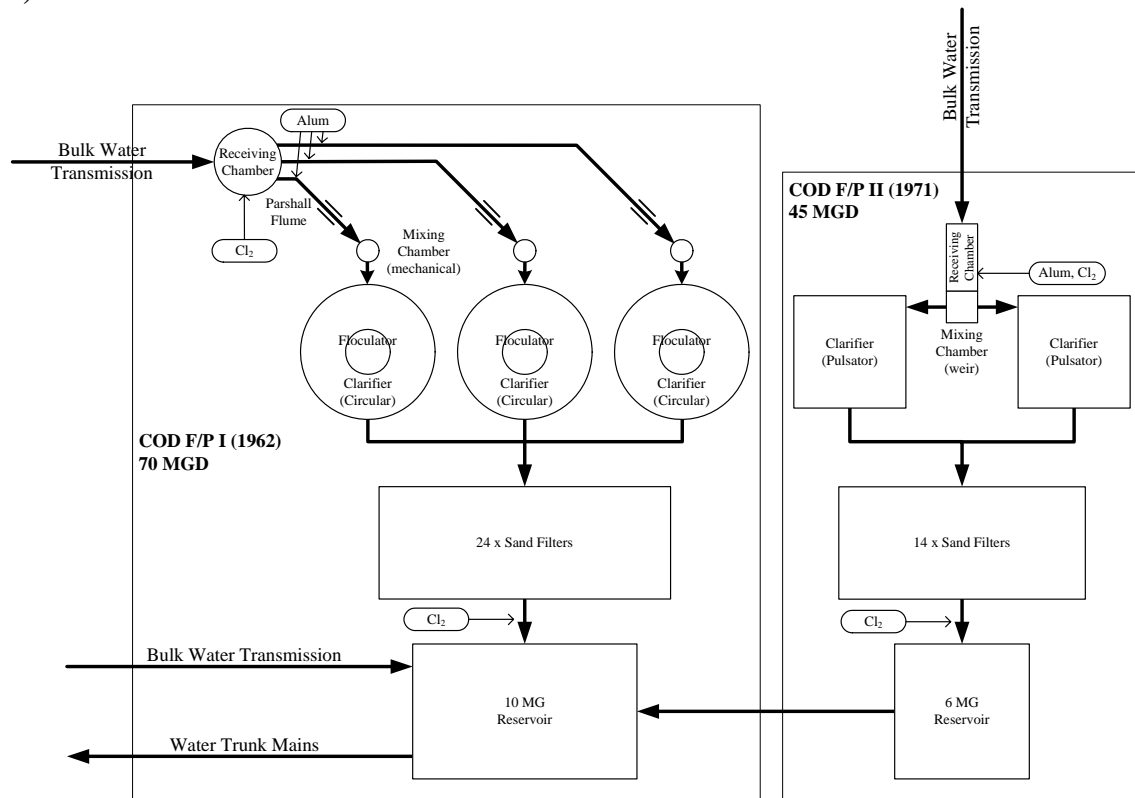 )
Bulk Water
Transmission
Receiving
Chamber
Alum
Cl₂
Parshall
Flume
Mixing
Chamber
(mechanical)
Floculator
Clarifier
(Circular)
Floculator
Clarifier
(Circular)
Floculator
Clarifier
(Circular)
COD F/P I (1962)
70 MGD
24 x Sand Filters
Cl₂
Bulk Water Transmission
10 MG
Reservoir
Water Trunk Mains
Bulk Water
Transmission
COD F/P II (1971)
45 MGD
Receiving
Chamber
Alum, Cl₂
Clarifier
(Pulsator)
Mixing
Chamber
(weir)
Clarifier
(Pulsator)
14 x Sand Filters
Cl₂
6 MG
Reservoir